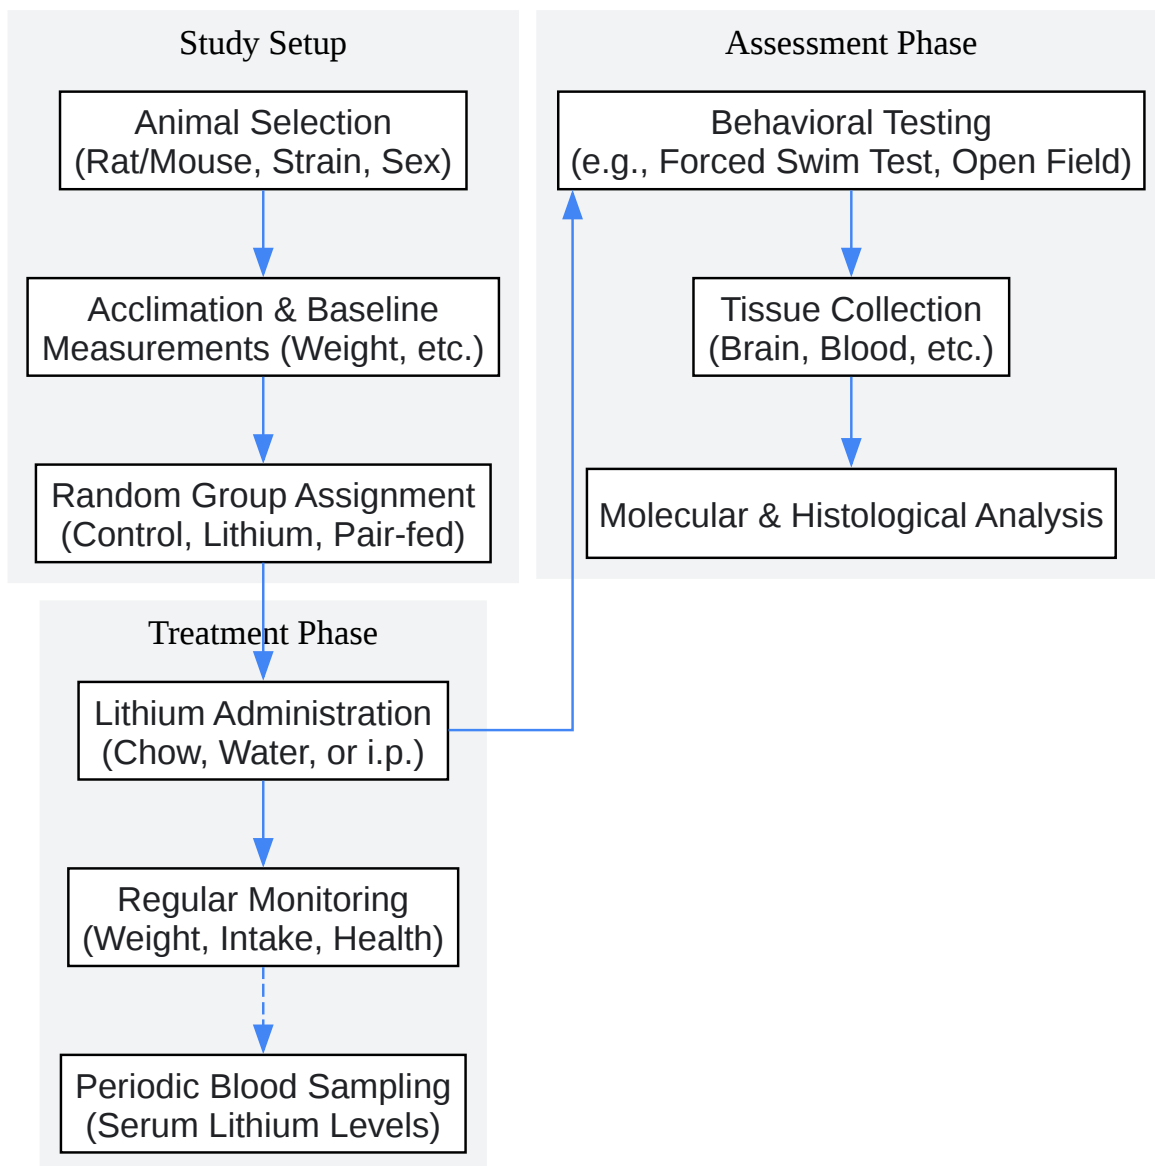 Study Setup
Animal Selection
(Rat/Mouse, Strain, Sex)
Acclimation & Baseline
Measurements (Weight, etc.)
Random Group Assignment
(Control, Lithium, Pair-fed)
Treatment Phase
Lithium Administration
(Chow, Water, or i.p.)
Regular Monitoring
(Weight, Intake, Health)
Periodic Blood Sampling
(Serum Lithium Levels)
Assessment Phase
Behavioral Testing
(e.g., Forced Swim Test, Open Field)
Tissue Collection
(Brain, Blood, etc.)
Molecular & Histological Analysis